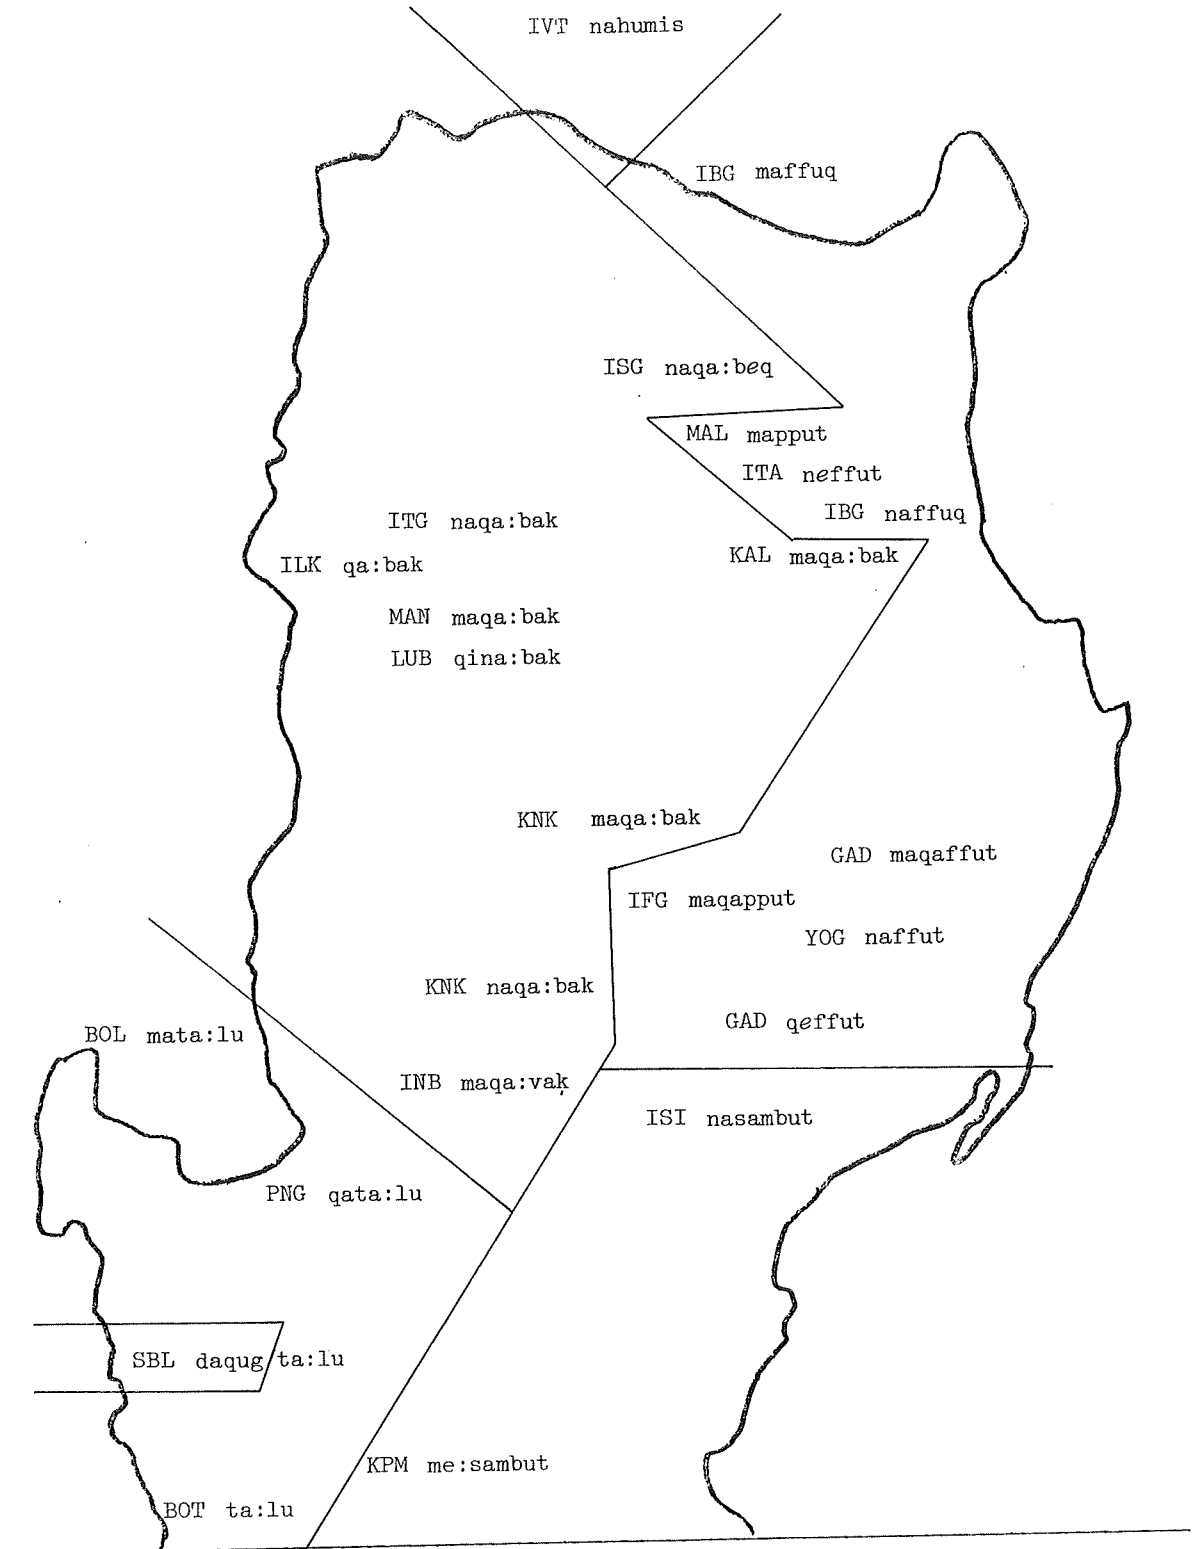 IVT nahumis
IBG maffuq
ISG naqa:beq
MAL mapput
ITA neffut
IBG naffuq
ITG naqa:bak
KAL maqa:bak
ILK qa:bak
MAN maqa:bak
LUB qina:bak
KNK maqa:bak
GAD maqaffut
IFG maqapput
YOG naffut
KNK naqa:bak
GAD qeffut
BOL mata:lu
INB maqa:vaḳ
ISI nasambut
PNG qata:lu
SBL daqug/ta:lu
KPM me:sambut
BOT ta:lu